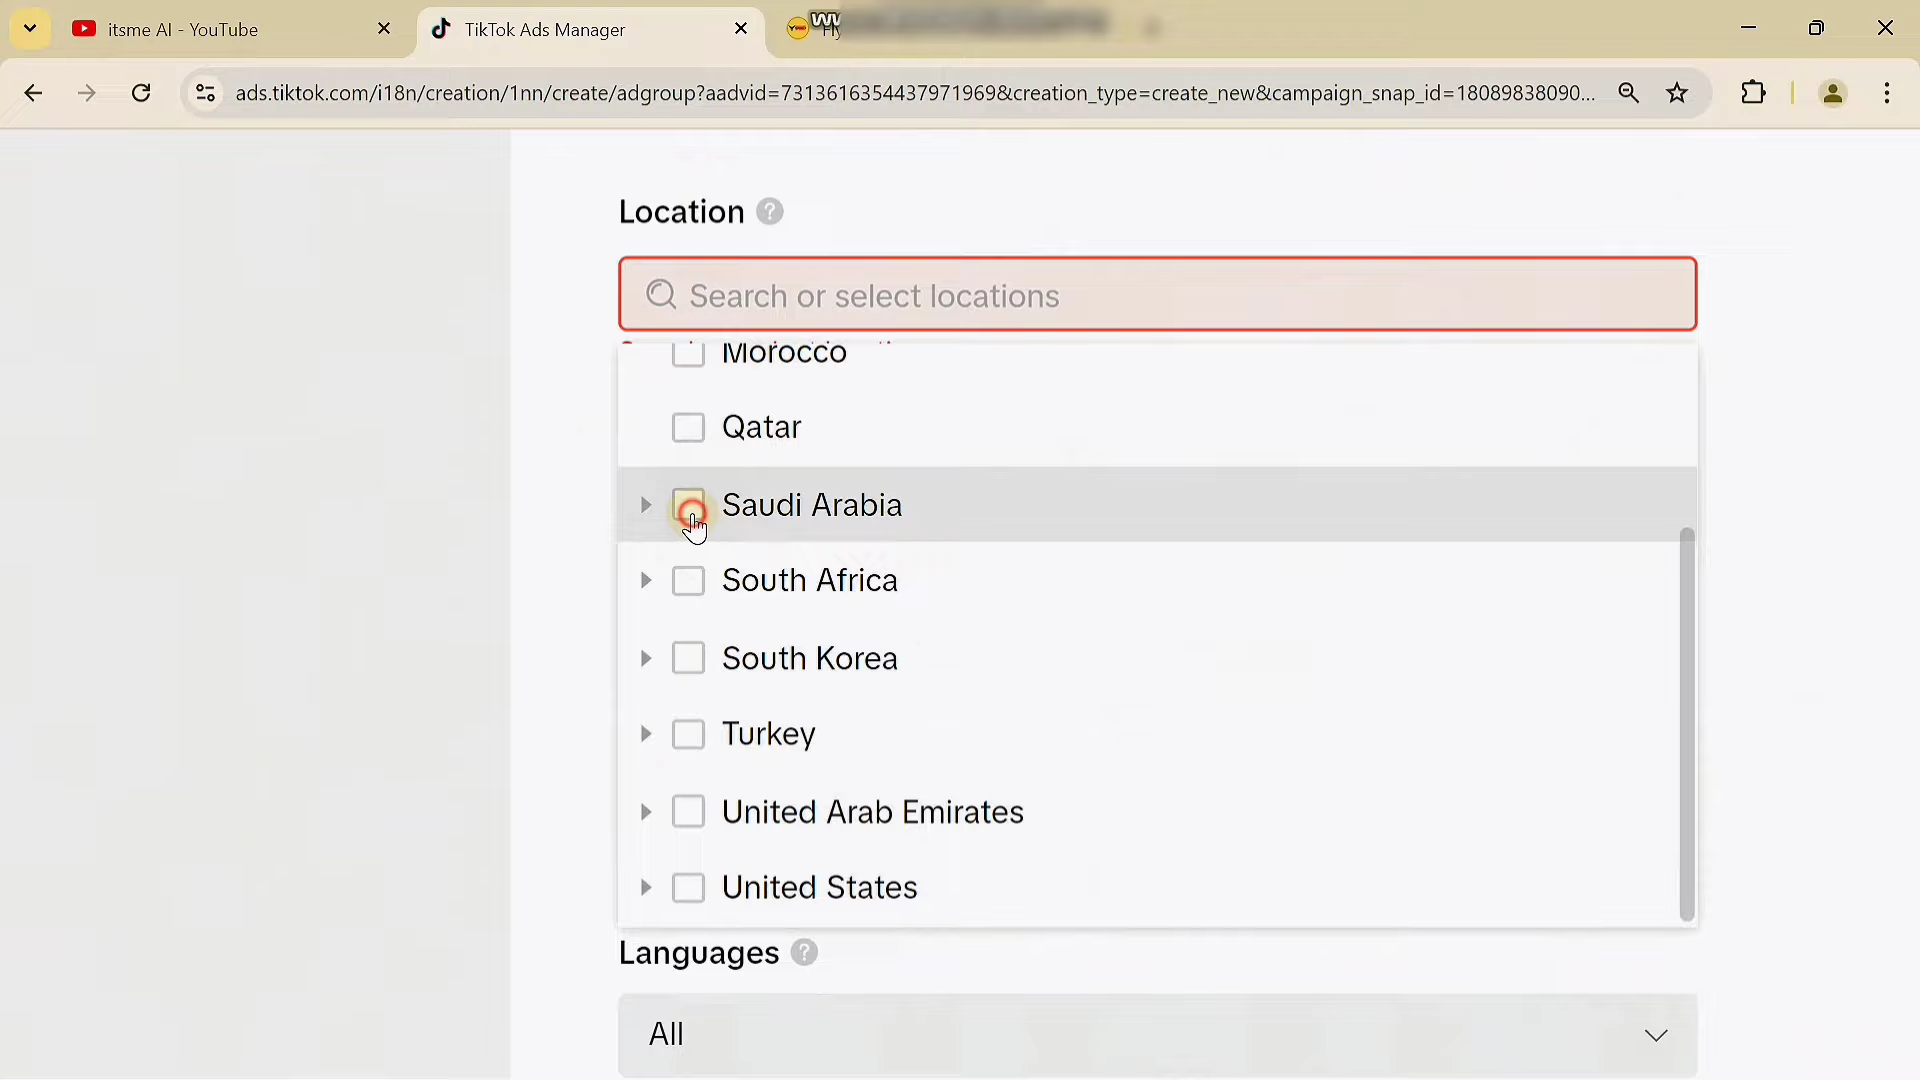 itsme AI - YouTube
TikTok Ads Manager
ads.tiktok.com/i18n/creation/1nn/create/adgroup?aadvid=7313616354437971969&creation_type=create_new&campaign_snap_id=18089838090...
Location ?
Search or select locations
Morocco
Qatar
Saudi Arabia
South Africa
South Korea
Turkey
United Arab Emirates
United States
Languages ?
All